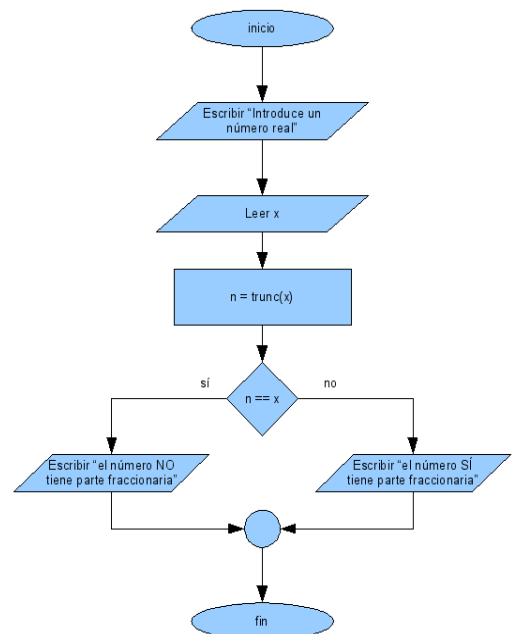 inicio
Escribir “Introduce un
número real”
Leer x
n = trunc(x)
sí
no
n == x
Escribir “el número NO
tiene parte fraccionaria”
Escribir “el número SÍ
tiene parte fraccionaria”
fin